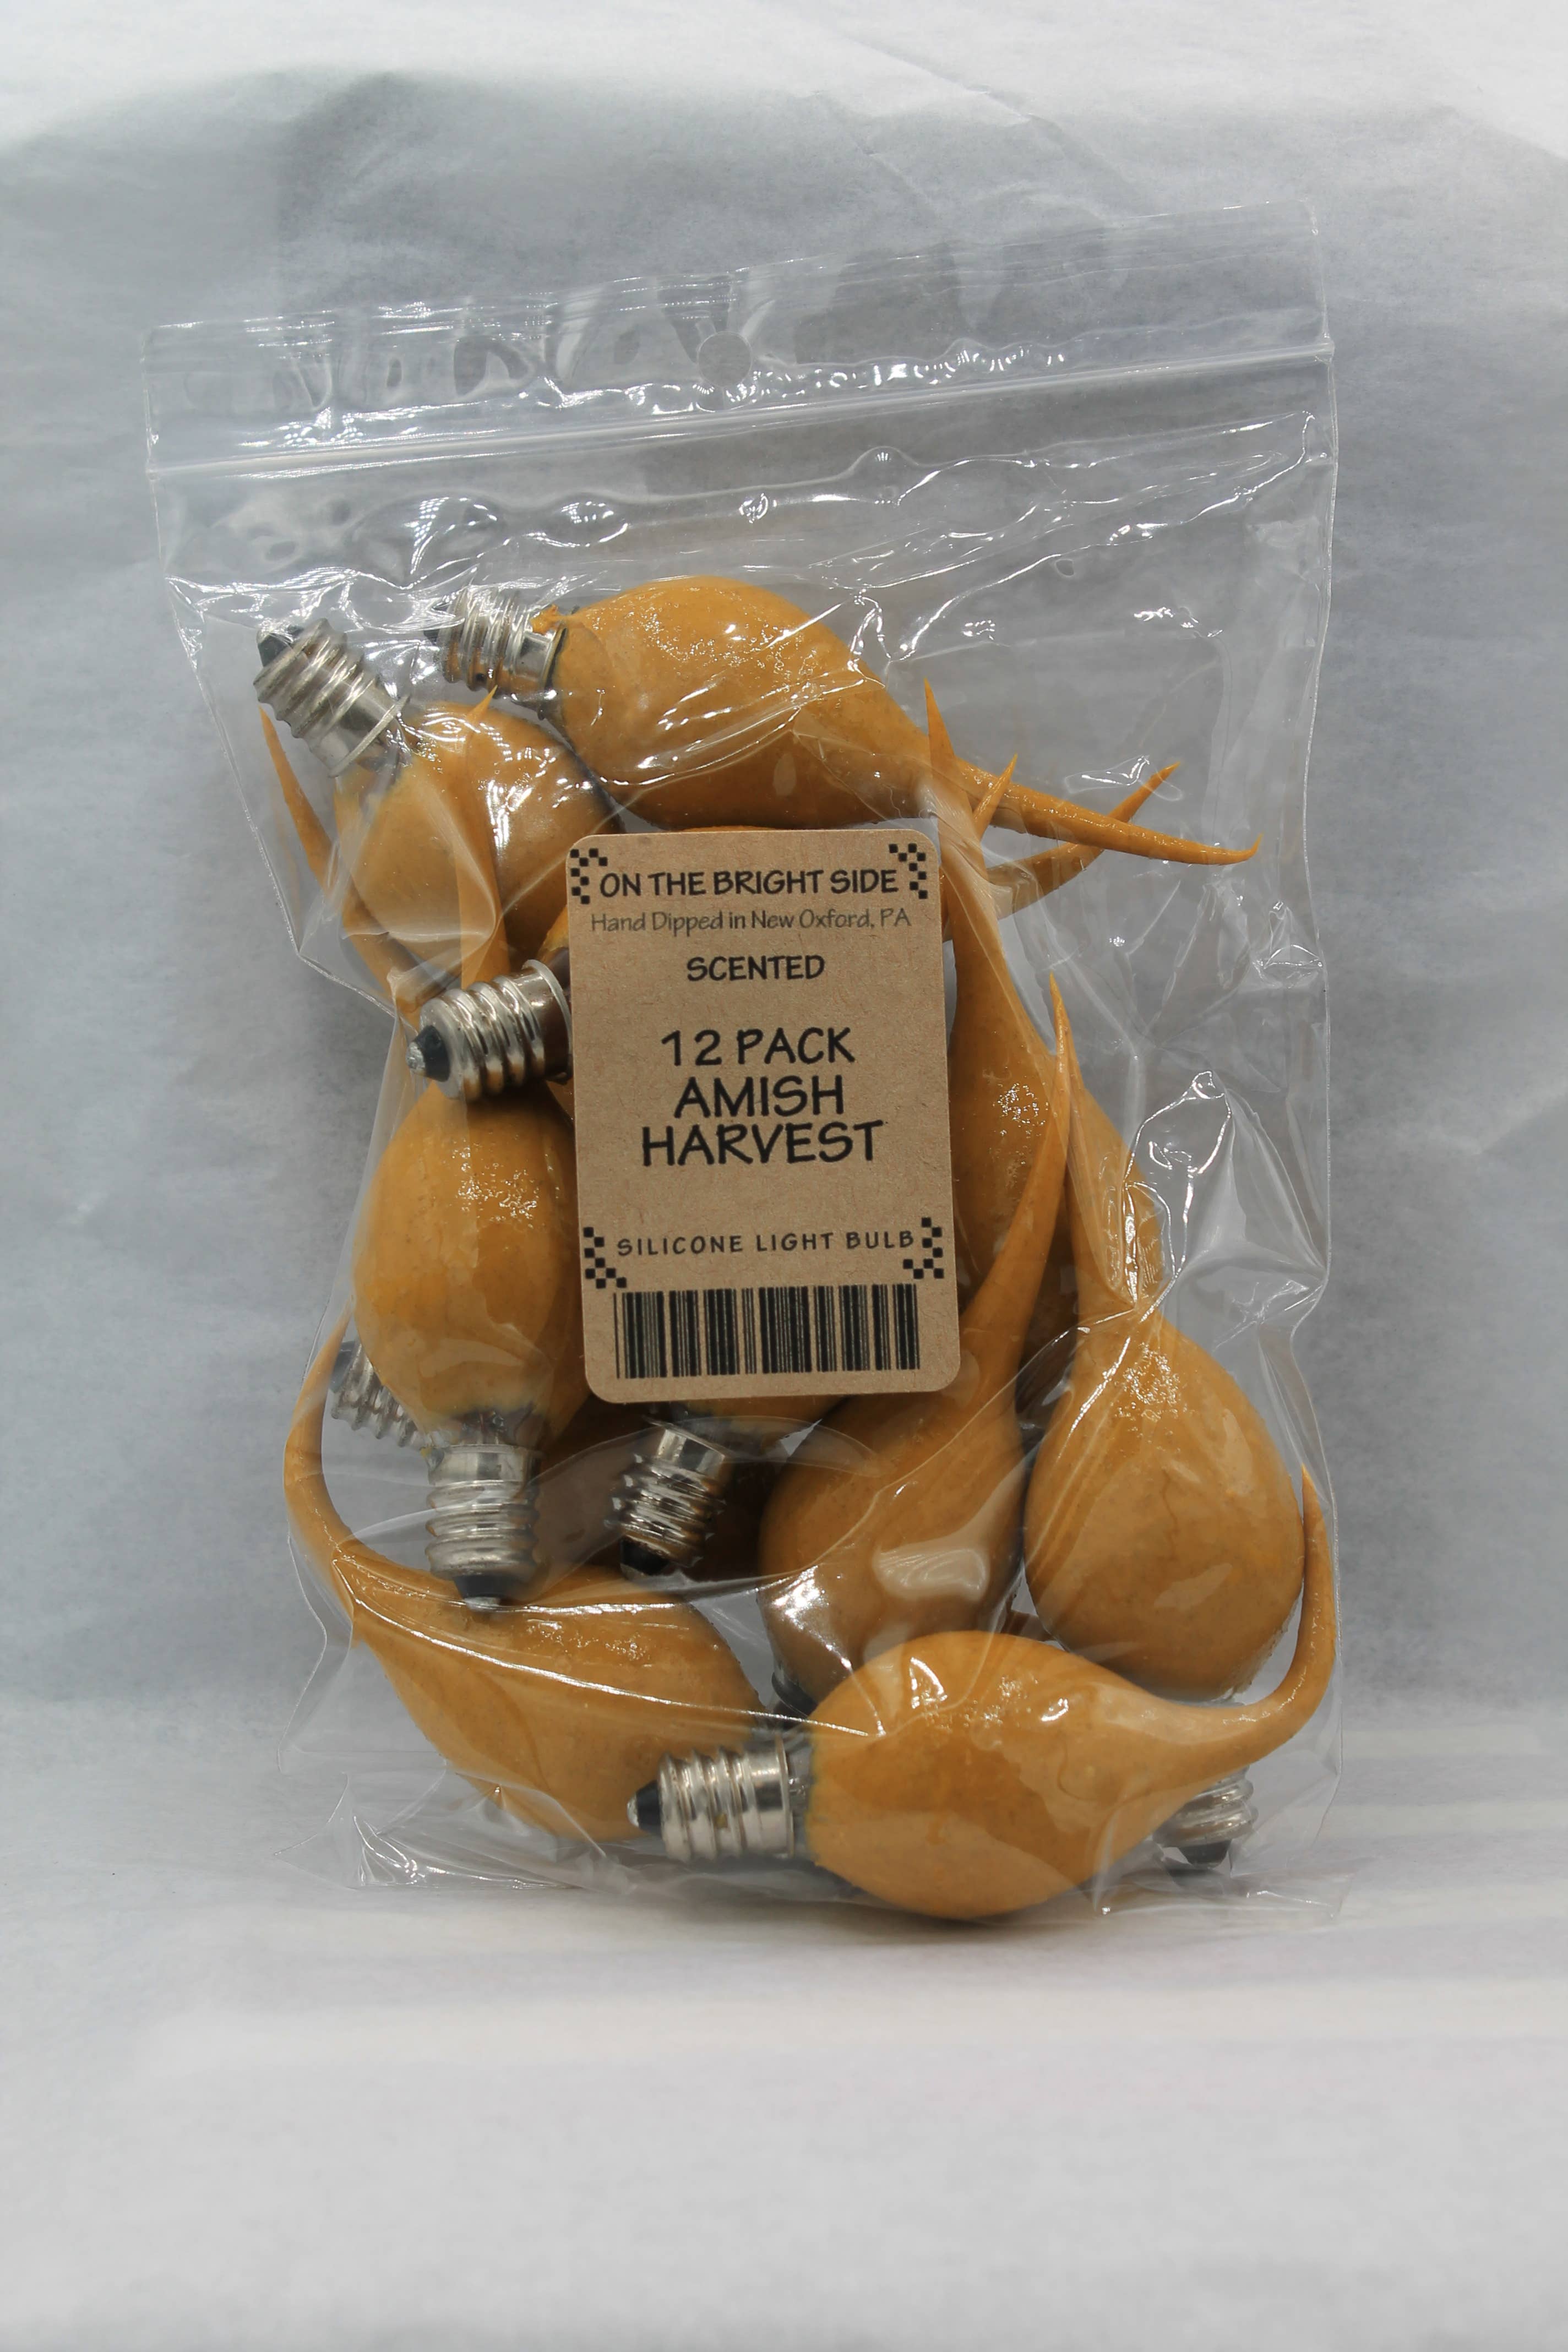 ON THE BRIGHT SIDE
Hand Dipped in New Oxford, PA
SCENTED
12 PACK
AMISH
HARVEST
SILICONE LIGHT BULB